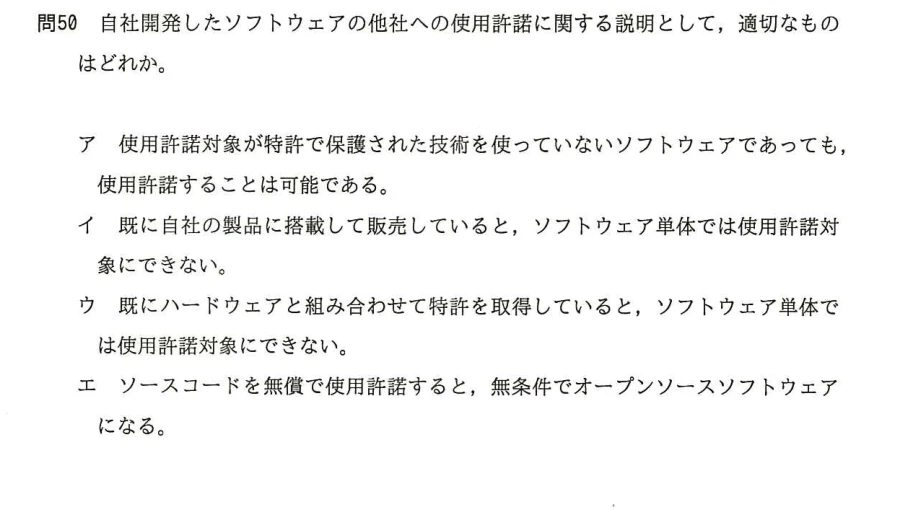 問50　自社開発したソフトウェアの他社への使用許諾に関する説明として，適切なもの
はどれか。
ア　使用許諾対象が特許で保護された技術を使っていないソフトウェアであっても，
使用許諾することは可能である。
イ　既に自社の製品に搭載して販売していると，ソフトウェア単体では使用許諾対
象にできない。
ウ　既にハードウェアと組み合わせて特許を取得していると，ソフトウェア単体で
は使用許諾対象にできない。
エ　ソースコードを無償で使用許諾すると，無条件でオープンソースソフトウェア
になる。